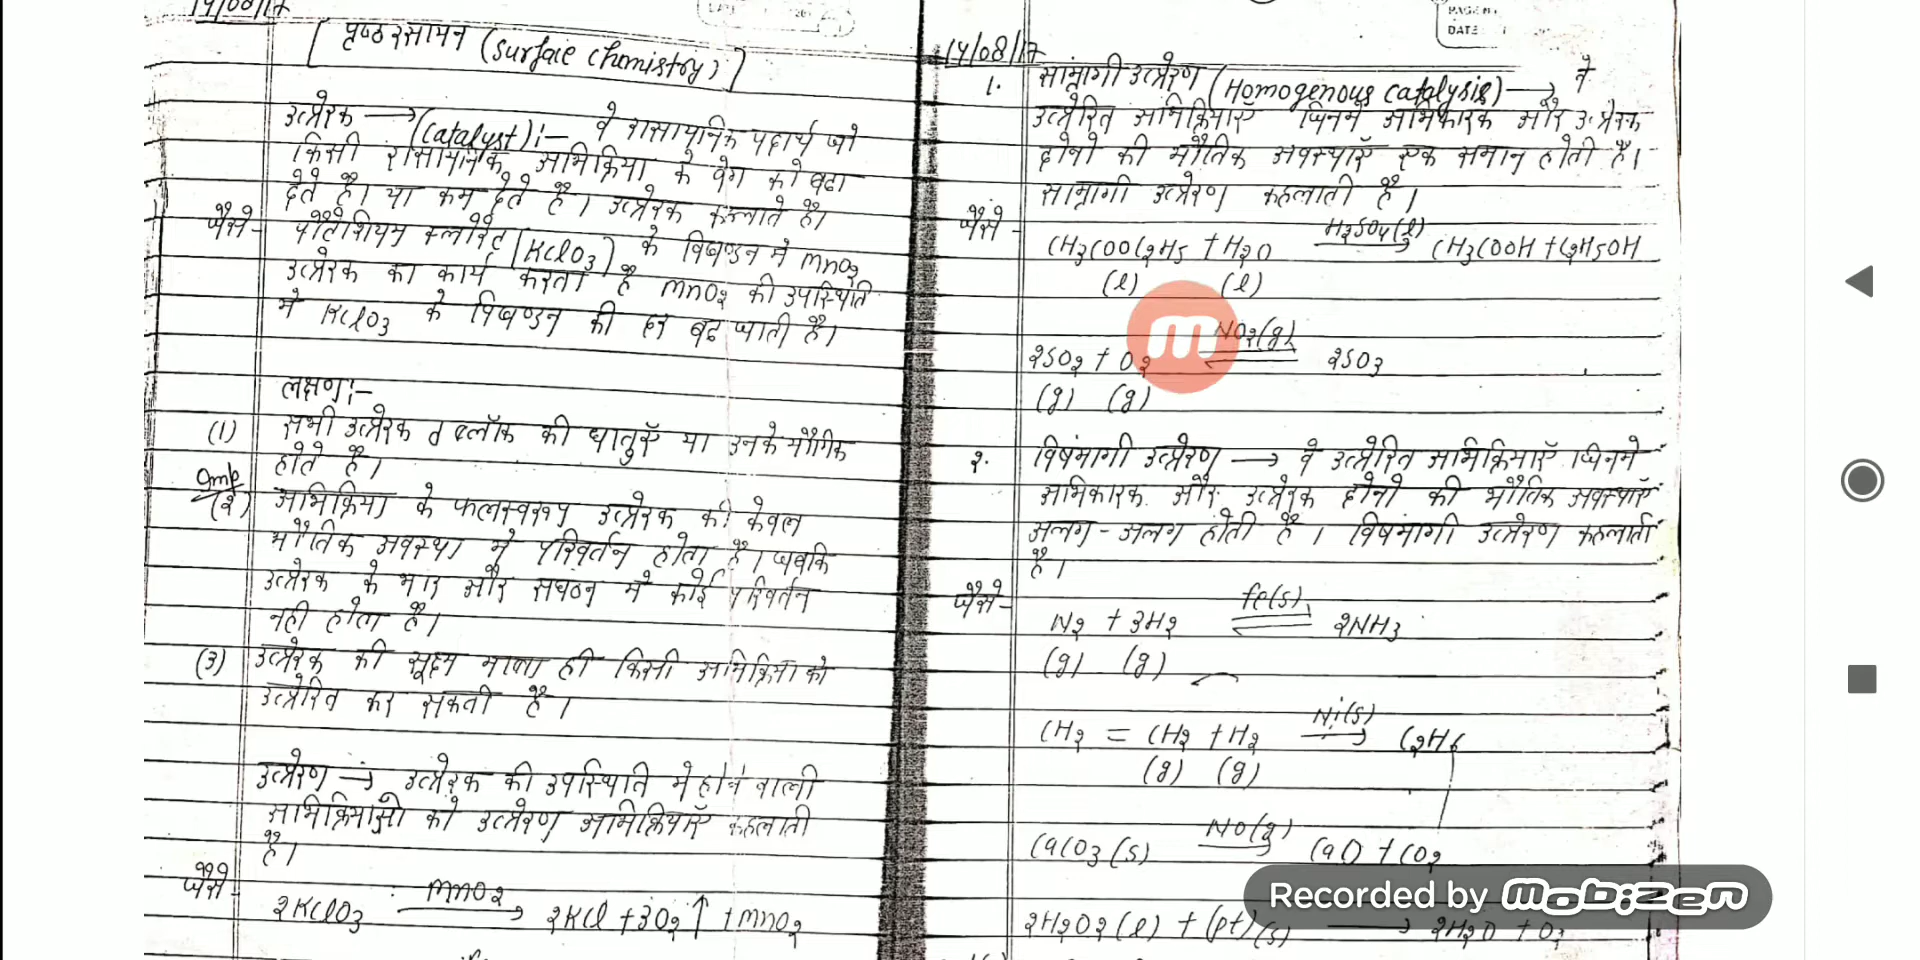 14/08/17
पृष्ठ रसायन (Surface Chemistry)
उत्प्रेरक → (Catalyst):- वे रासायनिक पदार्थ जो
किसी रासायनिक अभिक्रिया के वेग को बढा
देते है। या कम देते है। उत्प्रेरक कहलाते है।
जैसे- पोटेशियम क्लोरेट [KClO3] के विखण्डन मे MnO2
उत्प्रेरक का कार्य करता है MnO2 की उपस्थिति
मे KClO3 के विखण्डन की दर बढ जाती है।
लक्षण:-
(1) सभी उत्प्रेरक d ब्लॉक की धातुएँ या उनके यौगिक
होते है।
Imp
(2) अभिक्रिया के फलस्वरूप उत्प्रेरक की केवल
भौतिक अवस्था मे परिवर्तन होता है। जबकि
उत्प्रेरक के भार और सघठन मे कोई परिवर्तन
नही होता है।
(3) उत्प्रेरक की सूक्ष्म मात्रा ही किसी अभिक्रिया को
उत्प्रेरित कर सकती है।
उत्प्रेरण → उत्प्रेरक की उपस्थिति मे होने वाली
अभिक्रियाओं को उत्प्रेरण अभिक्रियाएँ कहलाती
है।
जैसे- 2KClO3 MnO2 → 2KCl + 3O2 ↑ + MnO2
PAGE N
DATE
14/08/17
1. सांमागी उत्प्रेरण (Homogenous catalysis) → वे
उत्प्रेरित अभिक्रियाएँ जिनमे अभिकारक और उत्प्रेरक
दोनो की भौतिक अवस्थाएँ एक समान होती है।
सामागी उत्प्रेरण कहलाती है।
जैसे- CH3COOC2H5 + H2O H2SO4(l) → CH3COOH + C2H5OH
(l) (l)
2SO2 + O2 NO2(g) 2SO3
(g) (g)
2. विषंमागी उत्प्रेरण → वे उत्प्रेरित अभिक्रियाएँ जिनमे
अभिकारक और उत्प्रेरक दोनो की भौतिक अवस्थाएँ
अलग-अलग होती है। विषंमागी उत्प्रेरण कहलाती
है।
जैसे- N2 + 3H2 fe(s) 2NH3
(g) (g)
CH2 = CH2 + H2 Ni(s) → C2H6
(g) (g)
CaCO3(s) NO(g) → CaO + CO2
2H2O2(l) + (pt)(s) → 2H2O + O2
Recorded by mobizen